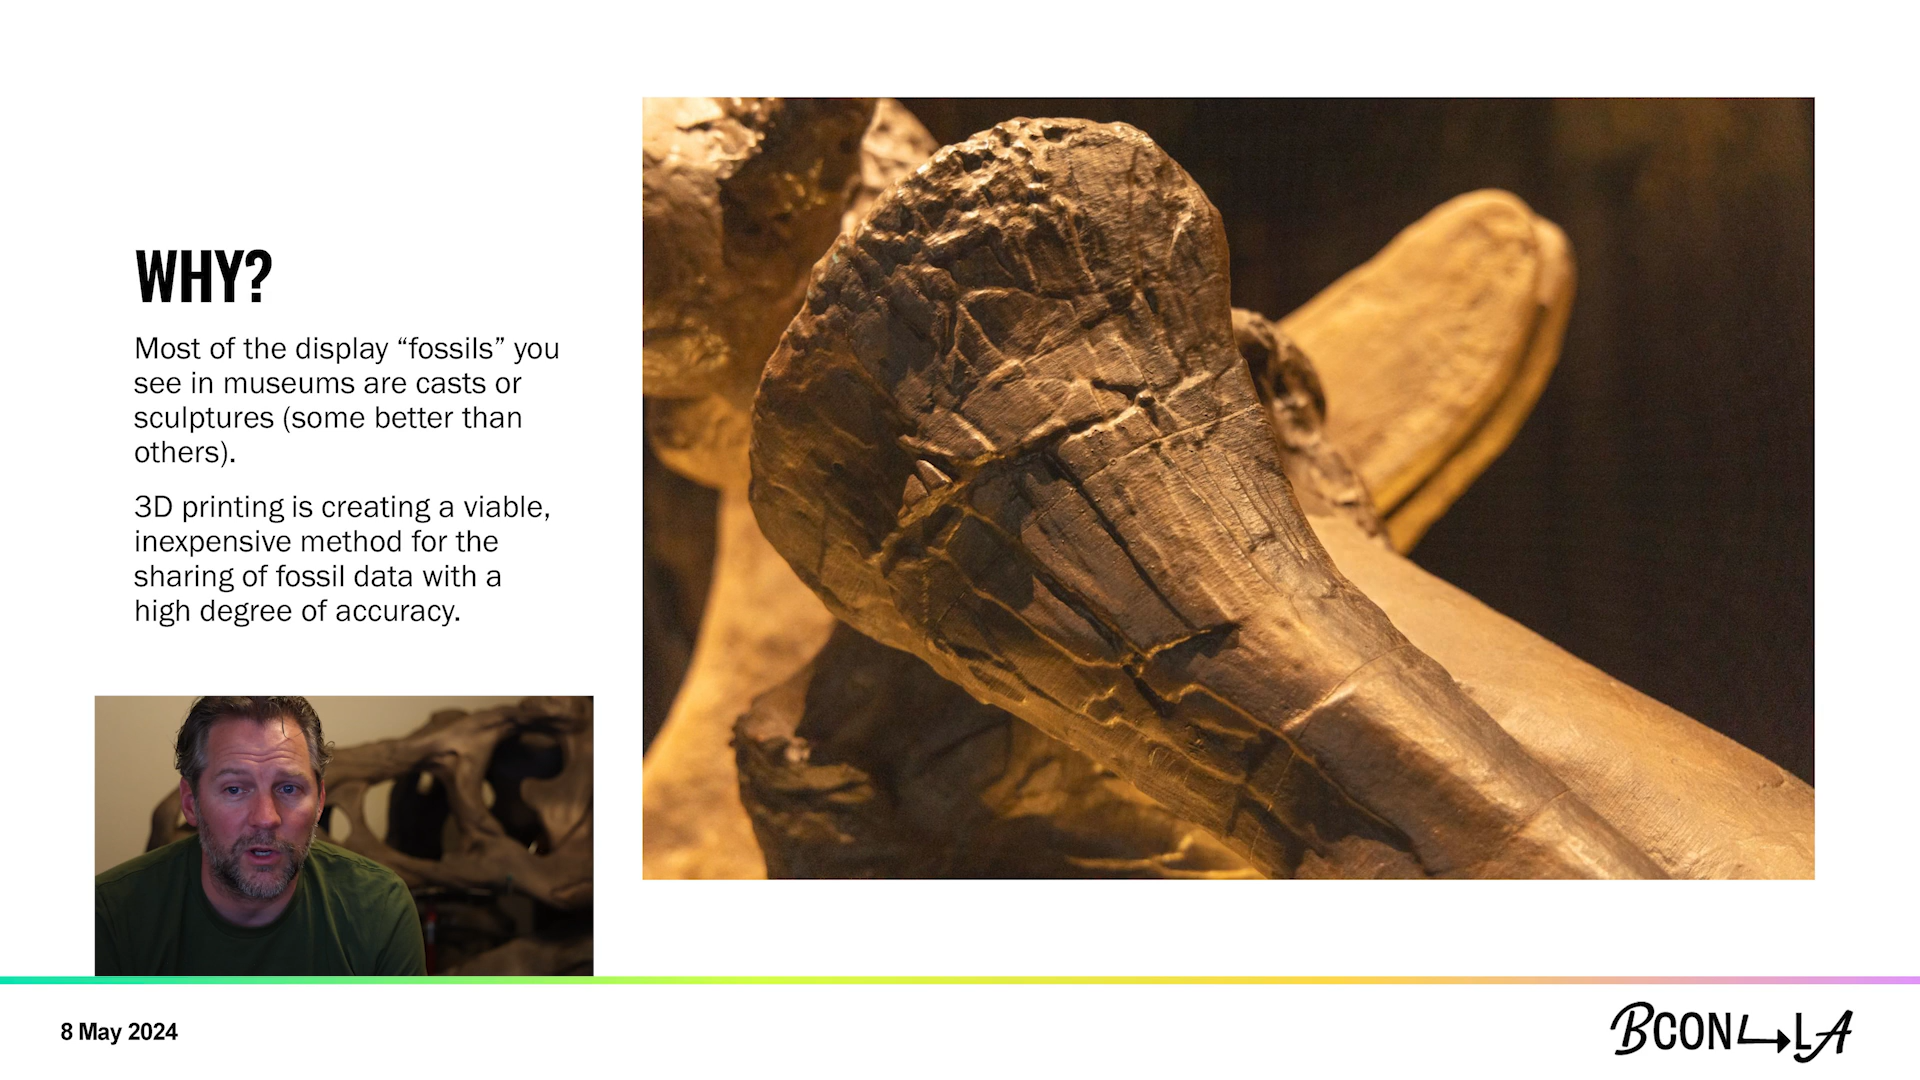 WHY?
Most of the display “fossils” you
see in museums are casts or
sculptures (some better than
others).
3D printing is creating a viable,
inexpensive method for the
sharing of fossil data with a
high degree of accuracy.
8 May 2024
BCON LA